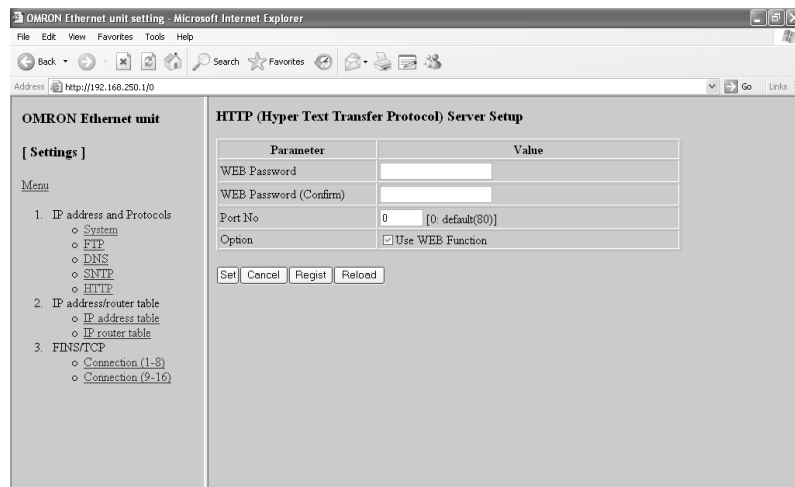 OMRON Ethernet unit setting - Microsoft Internet Explorer
File Edit View Favorites Tools Help
Back Search Favorites
Address http://192.168.250.1/0 Go Links
OMRON Ethernet unit
[ Settings ]
Menu
1. IP address and Protocols
o System
o FTP
o DNS
o SNTP
o HTTP
2. IP address/router table
o IP address table
o IP router table
3. FINS/TCP
o Connection (1-8)
o Connection (9-16)
HTTP (Hyper Text Transfer Protocol) Server Setup
Parameter Value
WEB Password
WEB Password (Confirm)
Port No 0 [0: default(80)]
Option Use WEB Function
Set Cancel Regist Reload